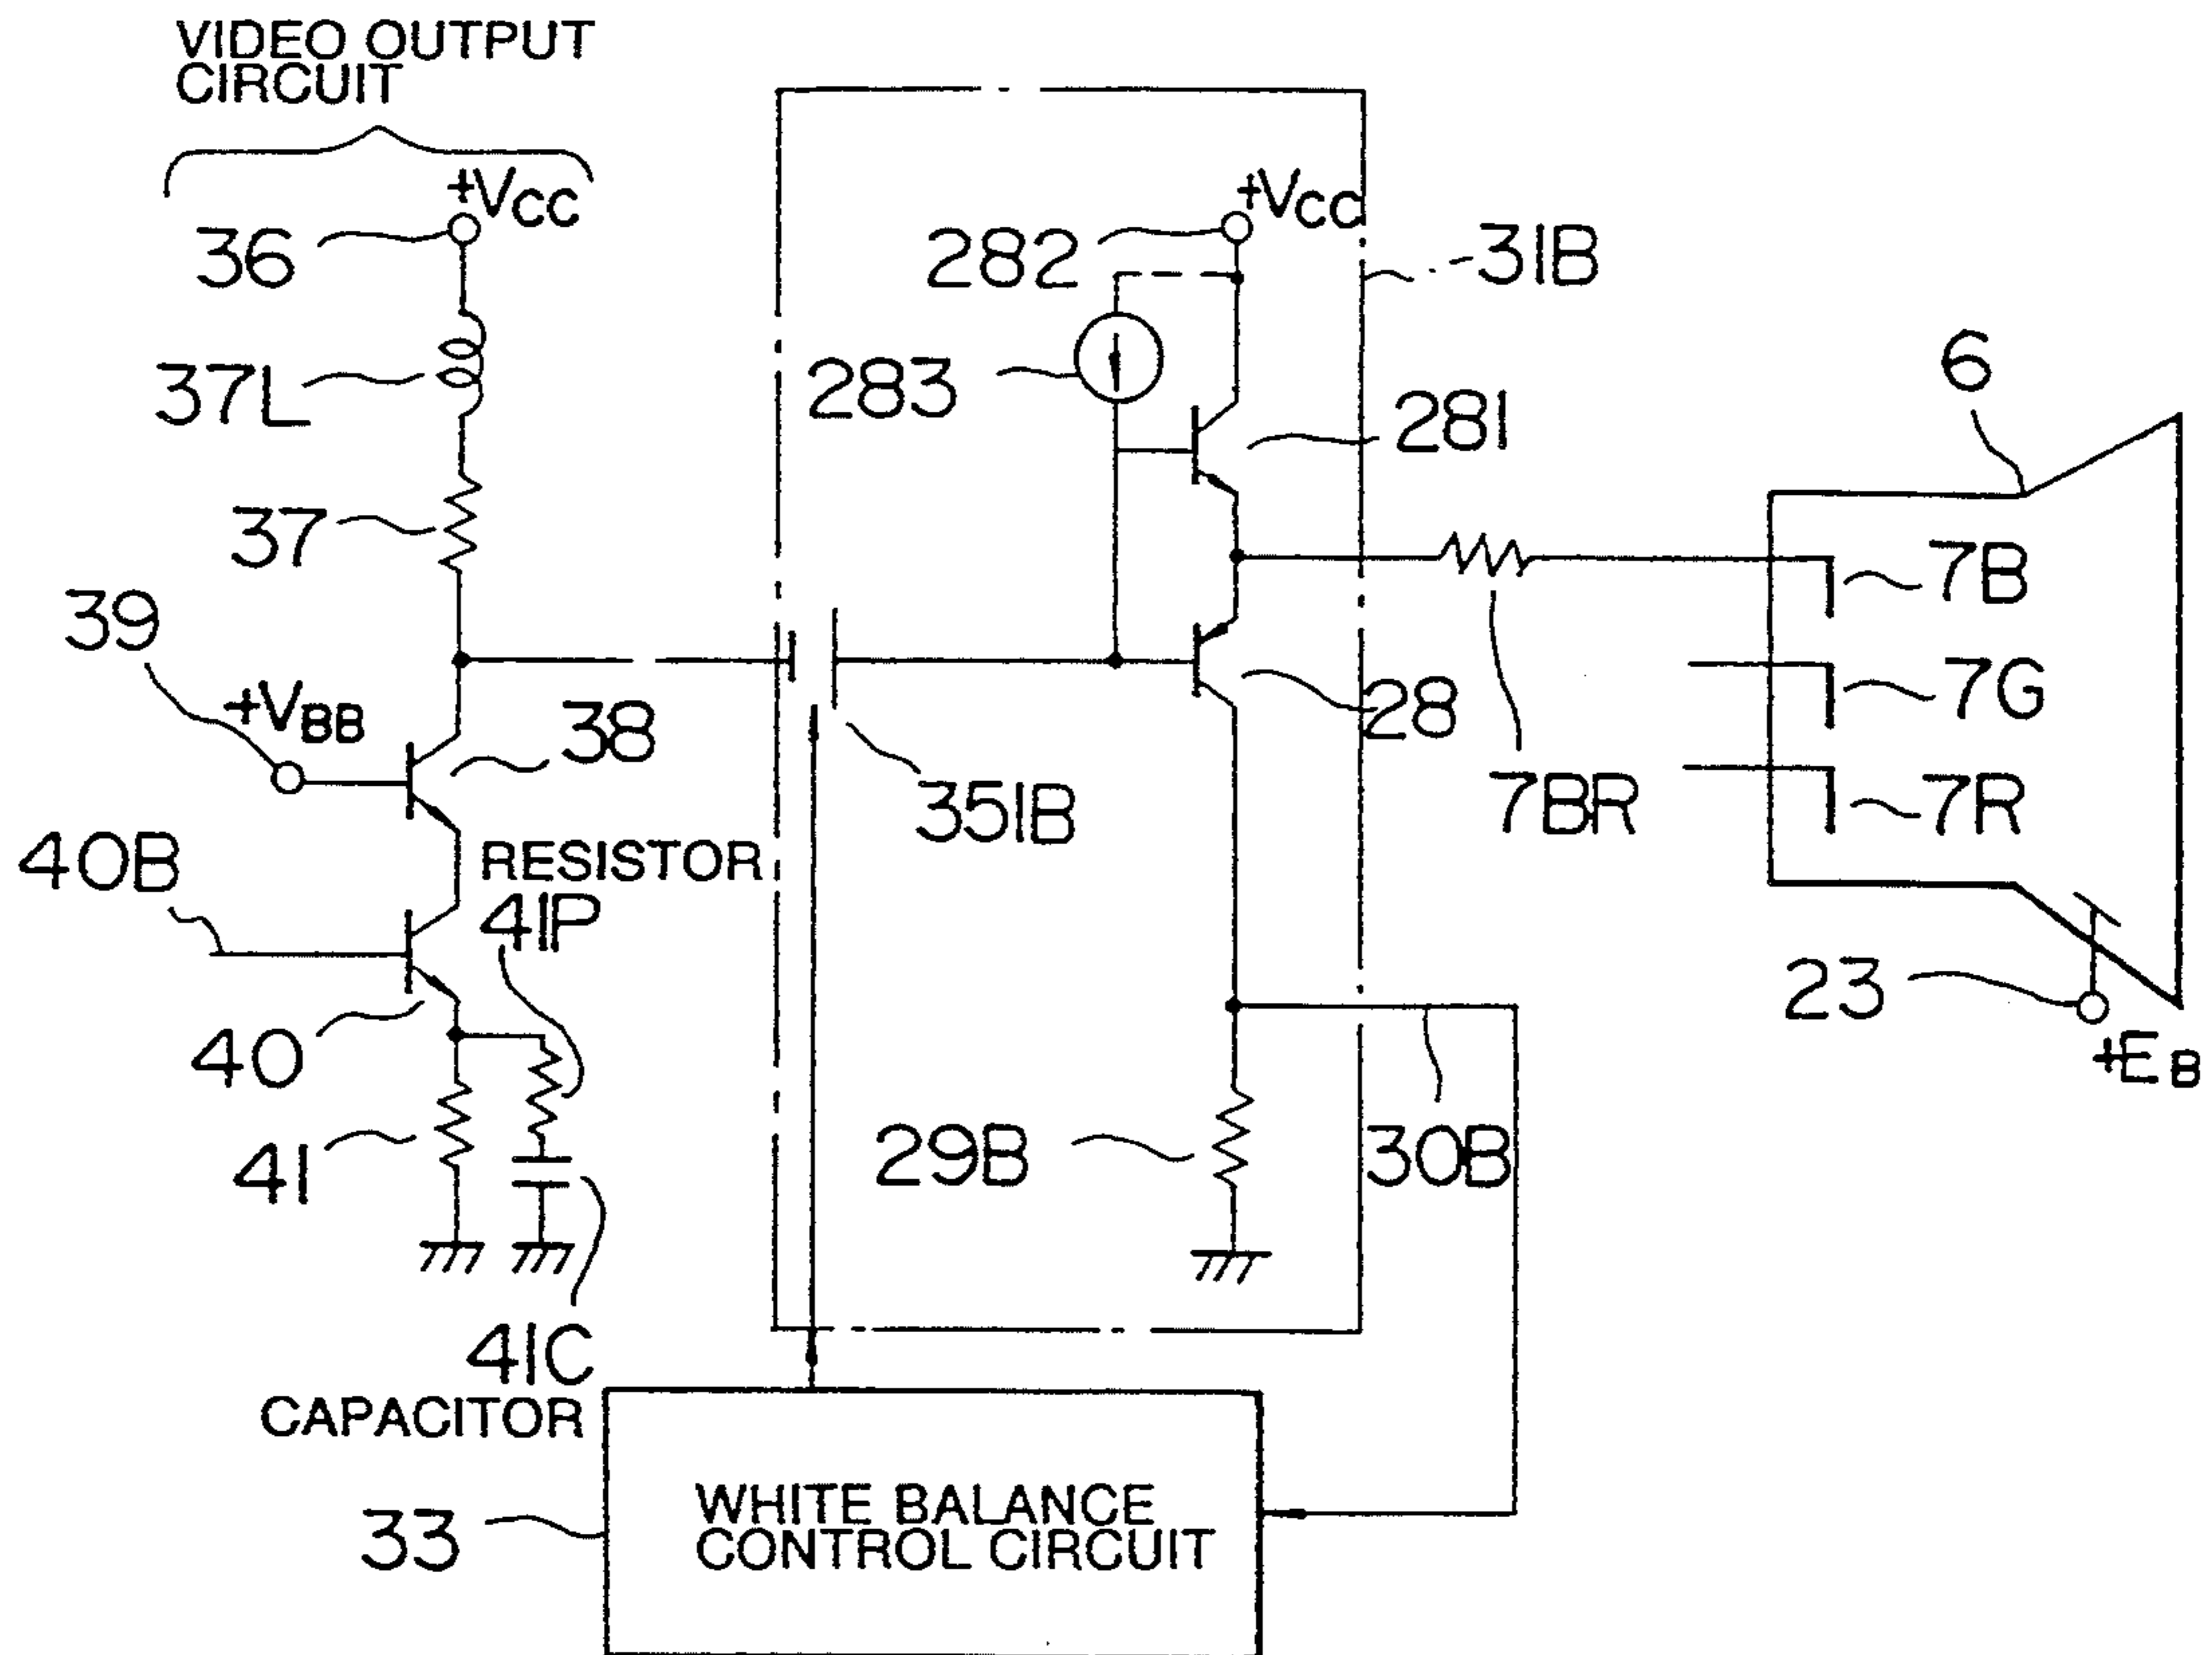 VIDEO OUTPUT
CIRCUIT
+VCC
36
37L
37
39
+VBB
38
40B
RESISTOR
41P
40
41
41C
CAPACITOR
+VCC
282
31B
283
281
351B
28
7BR
29B
30B
6
7B
7G
7R
23
+EB
33
WHITE BALANCE
CONTROL CIRCUIT